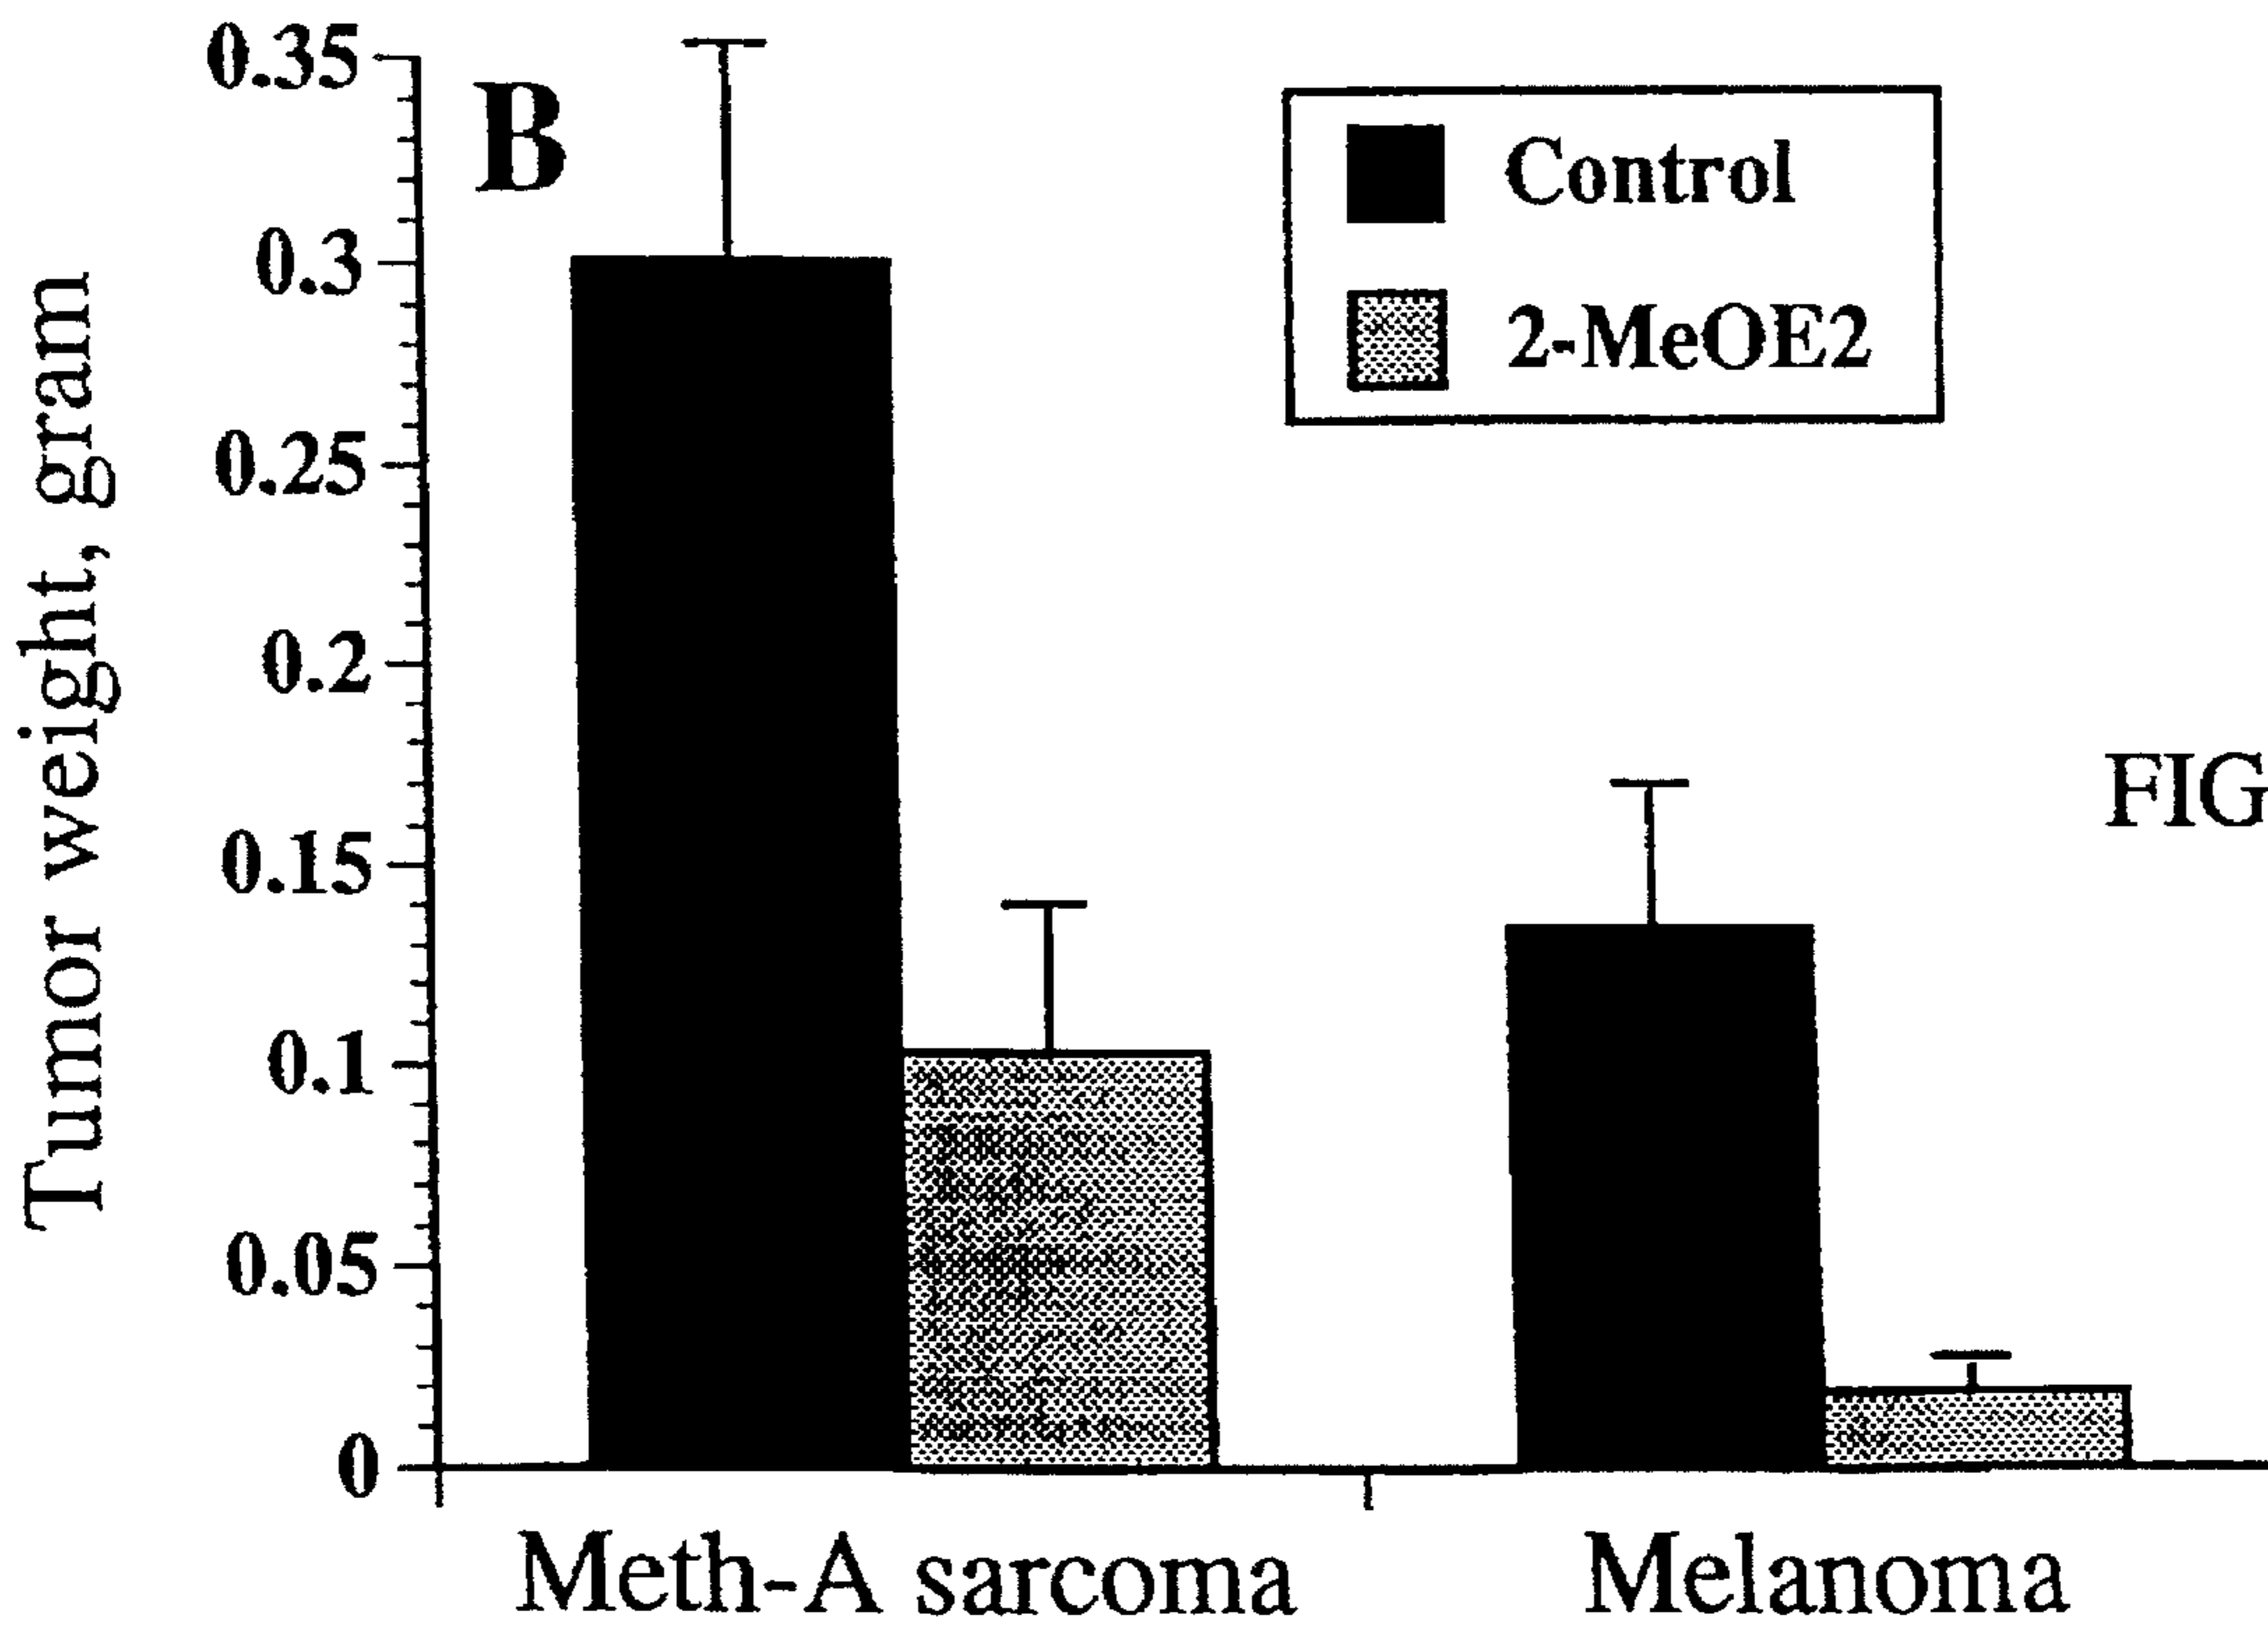 B
Control
2-MeOE2
Tumor weight, gram
0.35
0.3
0.25
0.2
0.15
0.1
0.05
0
Meth-A sarcoma
Melanoma
FIG